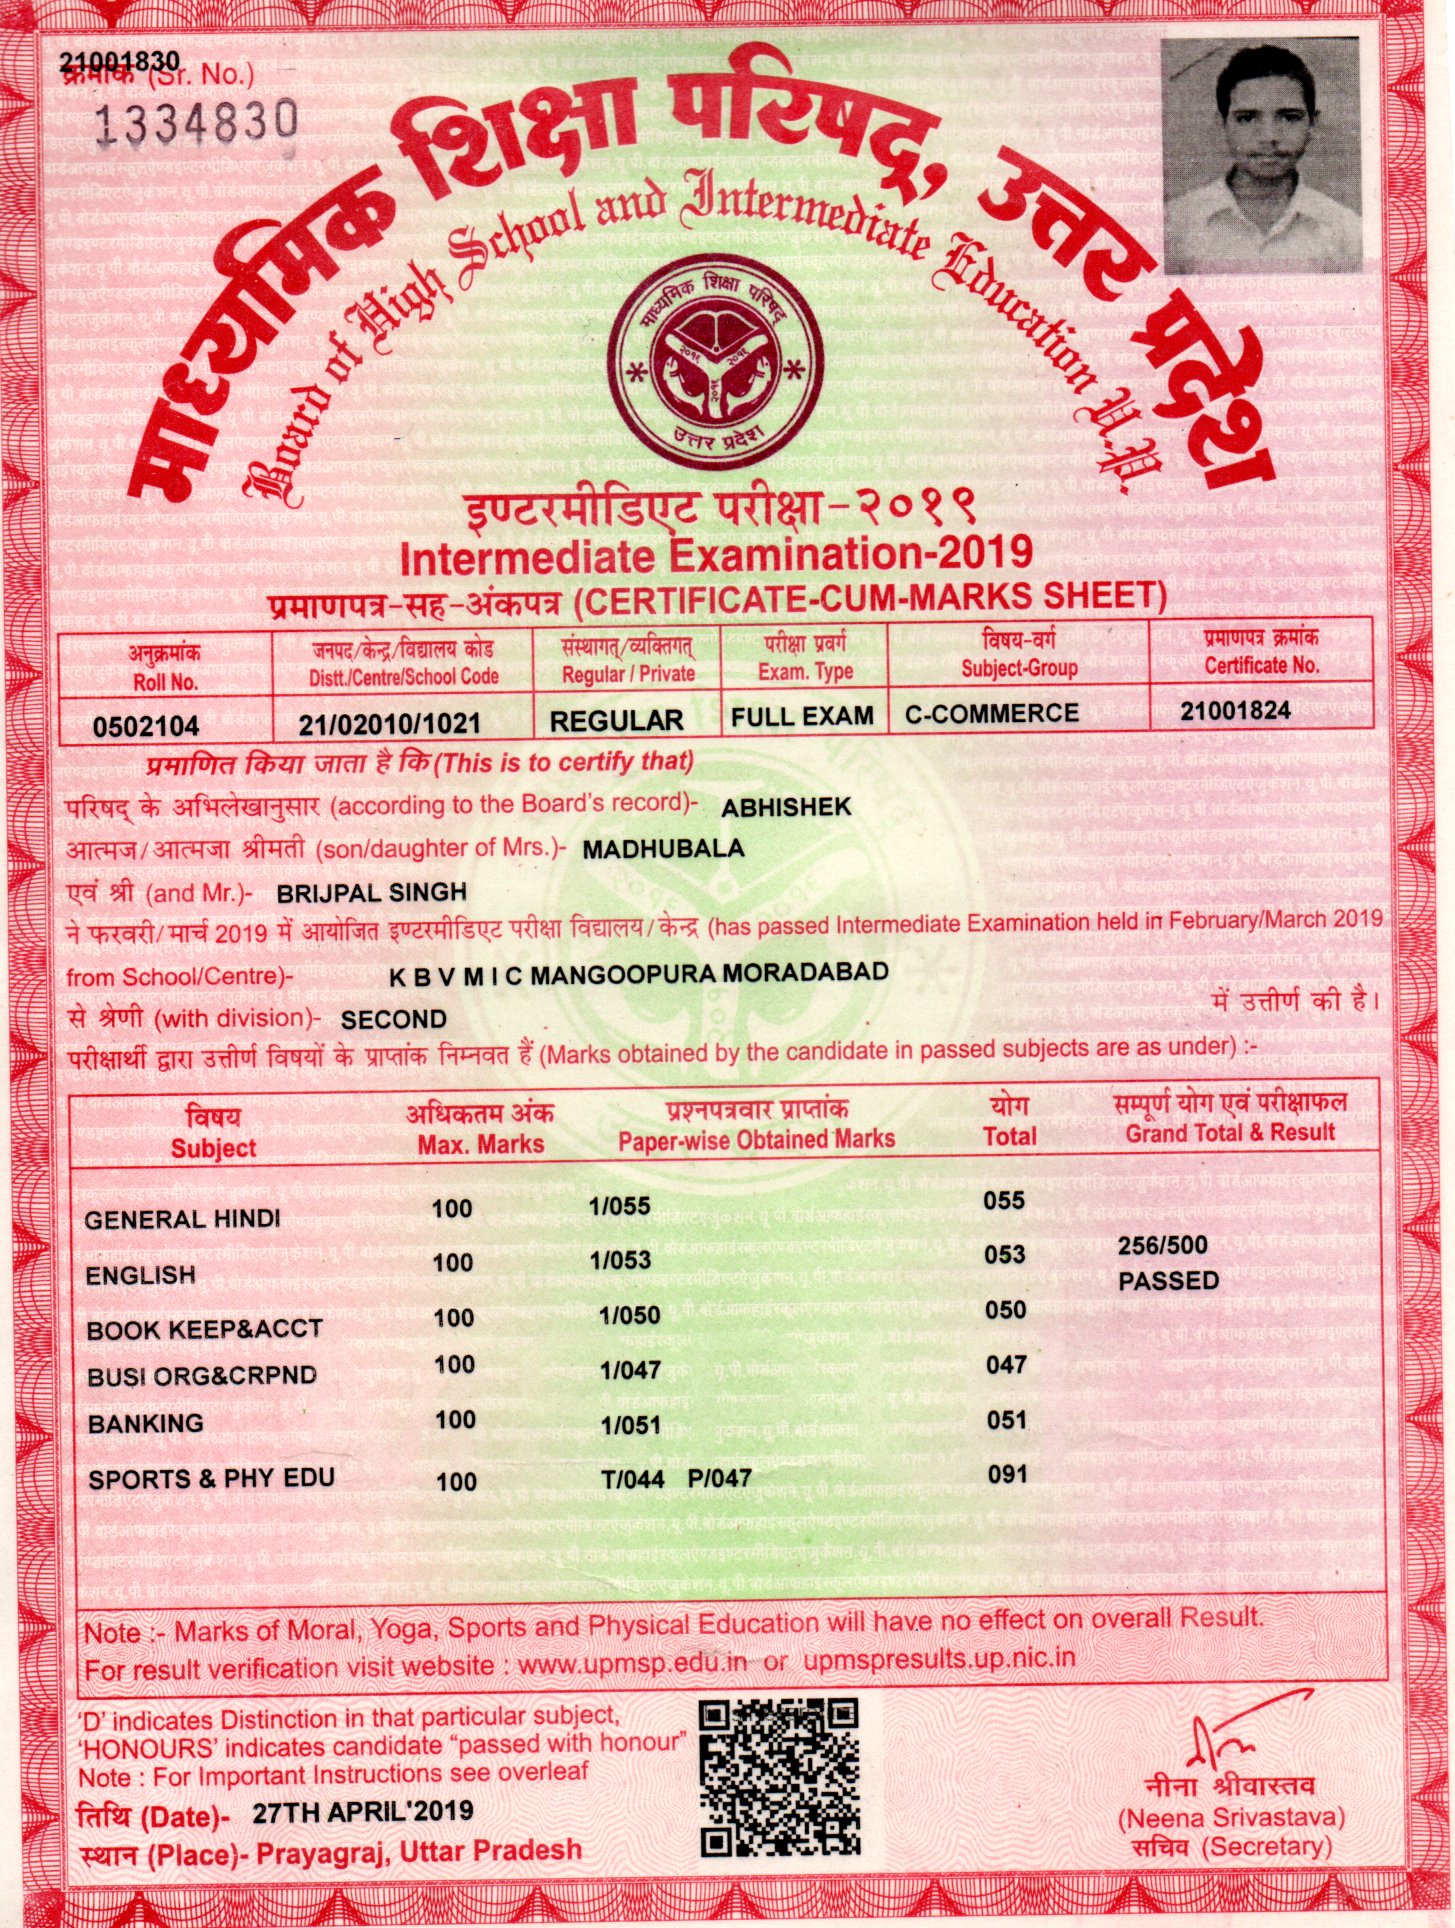 21001830
क्रमांक (Sr. No.)
1334830
माध्यमिक शिक्षा परिषद्, उत्तर प्रदेश
Board of High School and Intermediate Education U.P.
माध्यमिक शिक्षा परिषद्
२०१६ २०१६
२०१६
उत्तर प्रदेश
इण्टरमीडिएट परीक्षा-२०१९
Intermediate Examination-2019
प्रमाणपत्र-सह-अंकपत्र (CERTIFICATE-CUM-MARKS SHEET)
अनुक्रमांक जनपद/केन्द्र/विद्यालय कोड संस्थागत्/व्यक्तिगत् परीक्षा प्रवर्ग विषय-वर्ग प्रमाणपत्र क्रमांक
Roll No. Distt./Centre/School Code Regular / Private Exam. Type Subject-Group Certificate No.
0502104 21/02010/1021 REGULAR FULL EXAM C-COMMERCE 21001824
प्रमाणित किया जाता है कि (This is to certify that)
परिषद् के अभिलेखानुसार (according to the Board's record)- ABHISHEK
आत्मज/आत्मजा श्रीमती (son/daughter of Mrs.)- MADHUBALA
एवं श्री (and Mr.)- BRIJPAL SINGH
ने फरवरी/मार्च 2019 में आयोजित इण्टरमीडिएट परीक्षा विद्यालय/केन्द्र (has passed Intermediate Examination held in February/March 2019
from School/Centre)- K B V M I C MANGOOPURA MORADABAD
से श्रेणी (with division)- SECOND में उत्तीर्ण की है।
परीक्षार्थी द्वारा उत्तीर्ण विषयों के प्राप्तांक निम्नवत हैं (Marks obtained by the candidate in passed subjects are as under) :-
विषय अधिकतम अंक प्रश्नपत्रवार प्राप्तांक योग सम्पूर्ण योग एवं परीक्षाफल
Subject Max. Marks Paper-wise Obtained Marks Total Grand Total & Result
GENERAL HINDI 100 1/055 055
ENGLISH 100 1/053 053 256/500
PASSED
BOOK KEEP&ACCT 100 1/050 050
BUSI ORG&CRPND 100 1/047 047
BANKING 100 1/051 051
SPORTS & PHY EDU 100 T/044 P/047 091
Note :- Marks of Moral, Yoga, Sports and Physical Education will have no effect on overall Result.
For result verification visit website : www.upmsp.edu.in or upmspresults.up.nic.in
'D' indicates Distinction in that particular subject,
'HONOURS' indicates candidate "passed with honour"
Note : For Important Instructions see overleaf
तिथि (Date)- 27TH APRIL'2019
स्थान (Place)- Prayagraj, Uttar Pradesh
नीना श्रीवास्तव
(Neena Srivastava)
सचिव (Secretary)